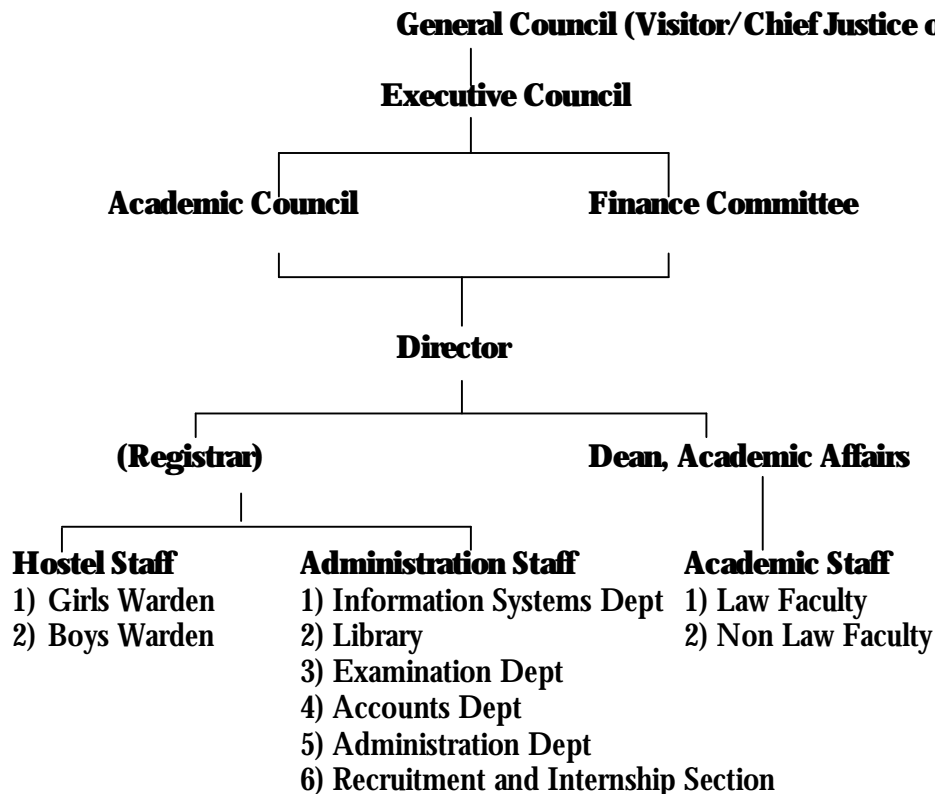 General Council (Visitor/Chief Justice
Executive Council
Academic Council
Finance Committee
Director
(Registrar)
Dean, Academic Affairs
Hostel Staff
1) Girls Warden
2) Boys Warden
Administration Staff
1) Information Systems Dept
2) Library
3) Examination Dept
4) Accounts Dept
5) Administration Dept
6) Recruitment and Internship Section
Academic Staff
1) Law Faculty
2) Non Law Faculty